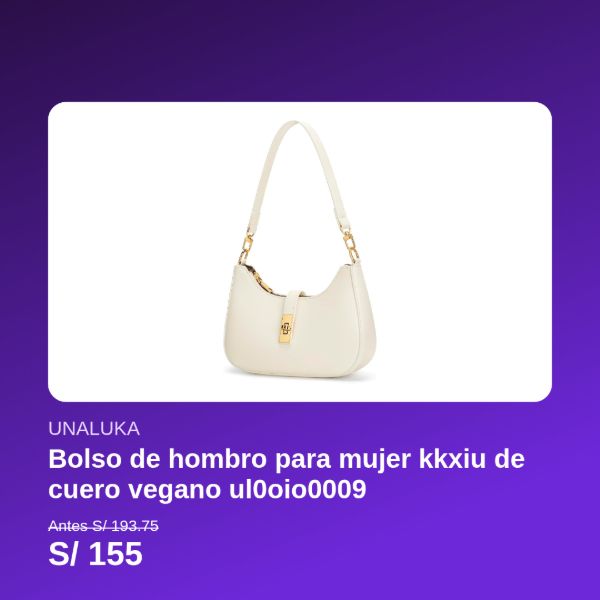 UNALUKA
Bolso de hombro para mujer kkxiu de
cuero vegano ul0oio0009
Antes S/ 193.75
S/ 155